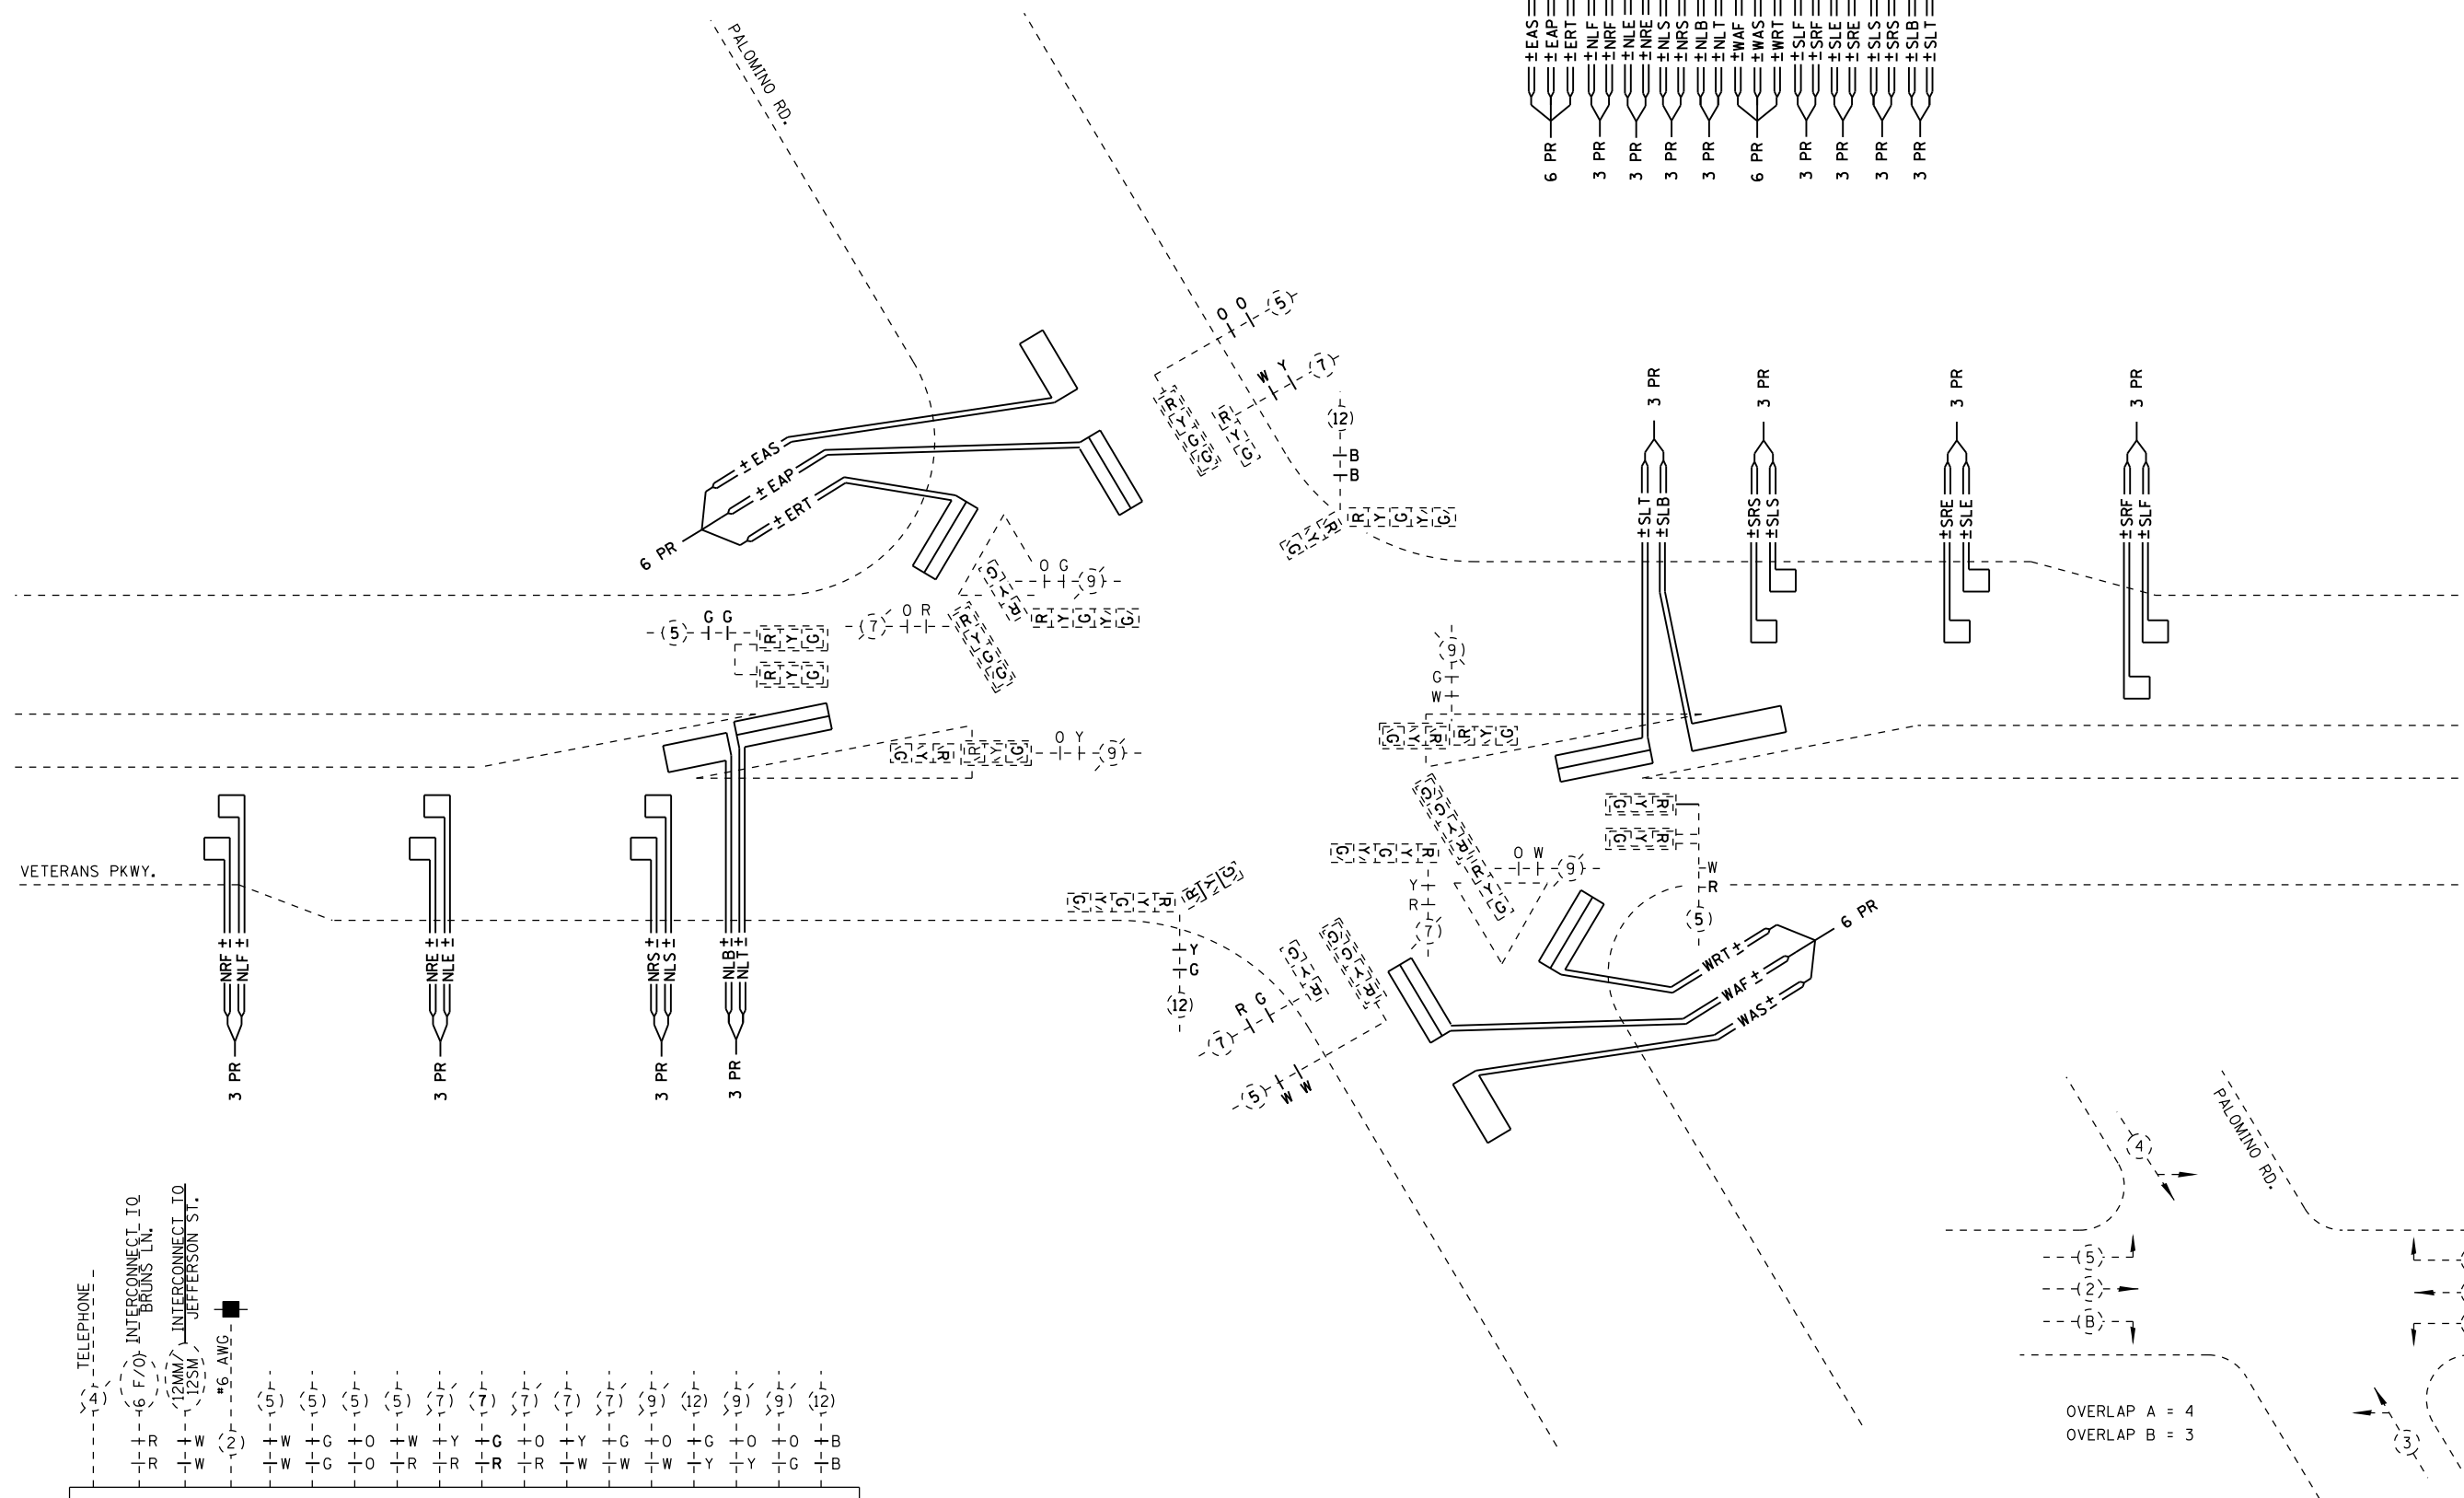 ±EAS
±EAP
±ERT
±NLF
±NRF
±NLE
±NRE
±NLS
±NRS
±NLB
±NLT
±WAF
±WAS
±WRT
±SLF
±SRF
±SLE
±SRE
±SLS
±SRS
±SLB
±SLT
6 PR
3 PR
3 PR
3 PR
3 PR
6 PR
3 PR
3 PR
3 PR
3 PR
PALOMINO RD.
O O 5
W Y 7
R Y G G
R Y G
12
B
B
R Y G
R Y G Y G
±EAS
±EAP
±ERT
6 PR
O G 9
R Y G
R Y G Y G
5 G G
R Y G
R Y G
7 O R
R Y G G
G Y R
R Y G
O Y 9
3 PR
3 PR
3 PR
3 PR
±SLT
±SLB
±SRS
±SLS
±SRE
±SLE
±SRF
±SLF
9
G
W
G Y R
R Y G
G G Y R
R Y G
G Y R
G Y R
W
R
5
G Y G Y R
Y
R
7
O W 9
VETERANS PKWY.
NRF ±
NLF ±
NRE ±
NLE ±
NRS ±
NLS ±
NLB ±
NLT ±
3 PR
3 PR
3 PR
3 PR
G Y G Y R
R Y G
Y
G
12
G Y R
G G Y R
7 R G
5 W W
WRT ±
WAF ±
WAS ±
6 PR
TELEPHONE
4
INTERCONNECT TO
BRUNS LN.
6 F/O
INTERCONNECT TO
JEFFERSON ST.
12MM/
12SM
#6 AWG
2
5 5 5 5 7 7 7 7 7 9 12 9 9 12
R W W G O W Y G O Y G O G O O B
R W W G O R R R R W W W Y Y G B
PALOMINO RD.
4
5
2
B
3
OVERLAP A = 4
OVERLAP B = 3